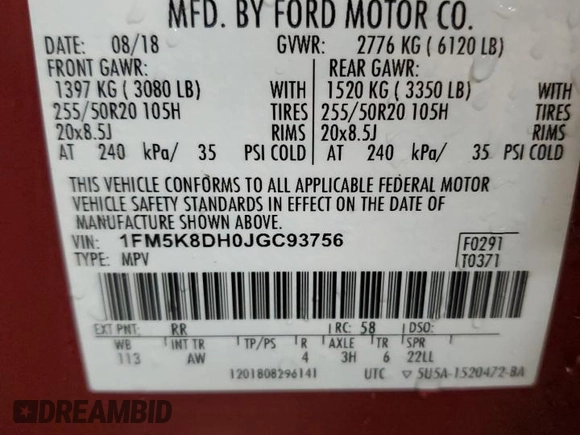 MFD. BY FORD MOTOR CO.
DATE: 08/18 GVWR: 2776 KG ( 6120 LB)
FRONT GAWR: REAR GAWR:
1397 KG ( 3080 LB) WITH 1520 KG ( 3350 LB) WITH
255/50R20 105H TIRES 255/50R20 105H TIRES
20x8.5J RIMS 20x8.5J RIMS
AT 240 kPa/ 35 PSI COLD AT 240 kPa/ 35 PSI COLD
THIS VEHICLE CONFORMS TO ALL APPLICABLE FEDERAL MOTOR
VEHICLE SAFETY STANDARDS IN EFFECT ON THE DATE OF
MANUFACTURE SHOWN ABOVE.
VIN: 1FM5K8DH0JGC93756 F0291
TYPE: MPV T0371
EXT PNT: RR RC: 58 DSO:
WB INT TR TP/PS R AXLE TR SPR
113 AW 4 3H 6 22LL
1201808296141 UTC ▽ 5U5A-1520472-BA
DREAMBID